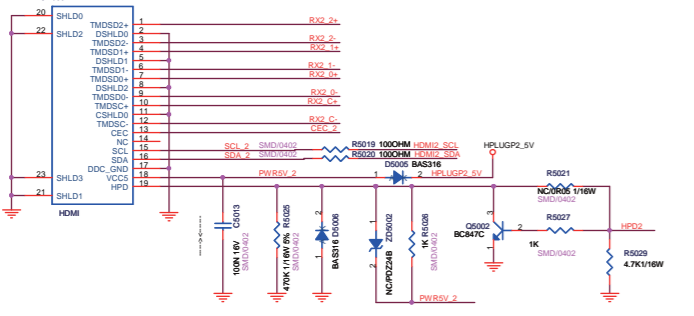 20 SHLD0
22 SHLD2
23 SHLD3
21 SHLD1
TMDSD2+ 1 RX2_2+
DSHLD0 2
TMDSD2- 3 RX2_2-
TMDSD1+ 4 RX2_1+
DSHLD1 5
TMDSD1- 6 RX2_1-
TMDSD0+ 7 RX2_0+
DSHLD2 8
TMDSD0- 9 RX2_0-
TMDSC+ 10 RX2_C+
CSHLD0 11
TMDSC- 12 RX2_C-
CEC 13 CEC_2
NC 14
SCL 15 SCL_2 SMD/0402 R5019 100OHM HDMI2_SCL
SDA 16 SDA_2 SMD/0402 R5020 100OHM HDMI2_SDA
DDC_GND 17
VCC5 18 PWR5V_2
HPD 19
HDMI
D5005 BAS316
1 2 HPLUGP2_5V
HPLUGP2_5V
R5021
NC/0R05 1/16W
SMD/0402
C5013
100N 16V
SMD/0402
R5025
470K 1/16W 5%
SMD/0402
2 D5006
1 BAS316
1 ZD5002
2 NC/PDZ24B
R5026
1K SMD/0402
PWR5V_2
3
Q5002
BC847C
2
1
R5027
1K
SMD/0402
HPD2
R5029
4.7K1/16W